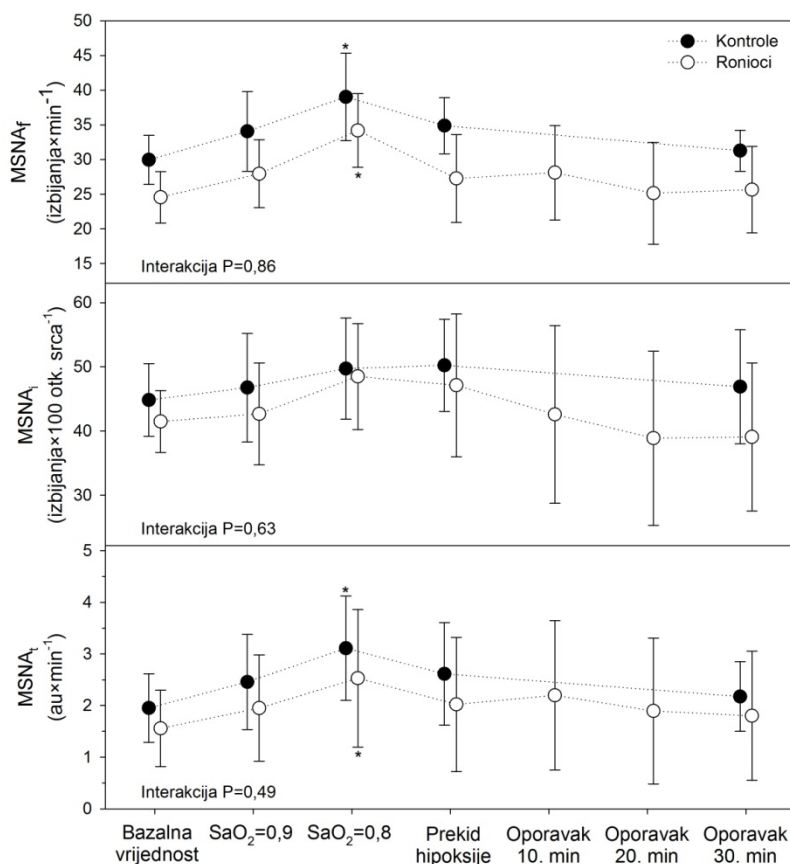 50
45
40
35
30
25
20
15
MSNAf
(izbijanja×min⁻¹)
*
*
Kontrole
Ronioci
Interakcija P=0,86
60
50
40
30
MSNAi
(izbijanja×100 otk. srca⁻¹)
Interakcija P=0,63
5
4
3
2
1
0
MSNAt
(au×min⁻¹)
*
*
Interakcija P=0,49
Bazalna
vrijednost
SaO₂=0,9
SaO₂=0,8
Prekid
hipoksije
Oporavak
10. min
Oporavak
20. min
Oporavak
30. min